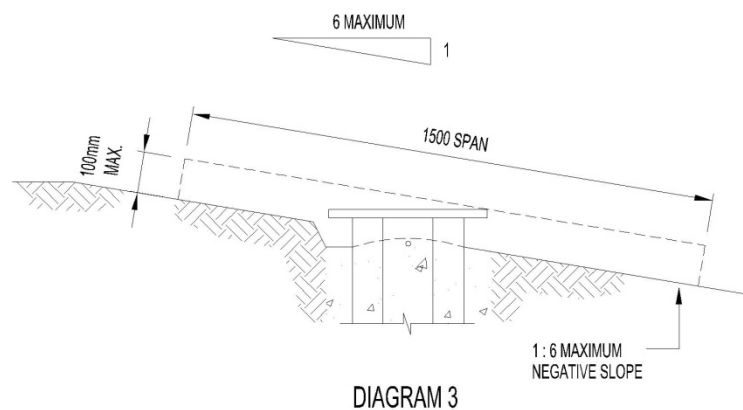 6 MAXIMUM
1
1500 SPAN
100mm
MAX.
1 : 6 MAXIMUM
NEGATIVE SLOPE
DIAGRAM 3